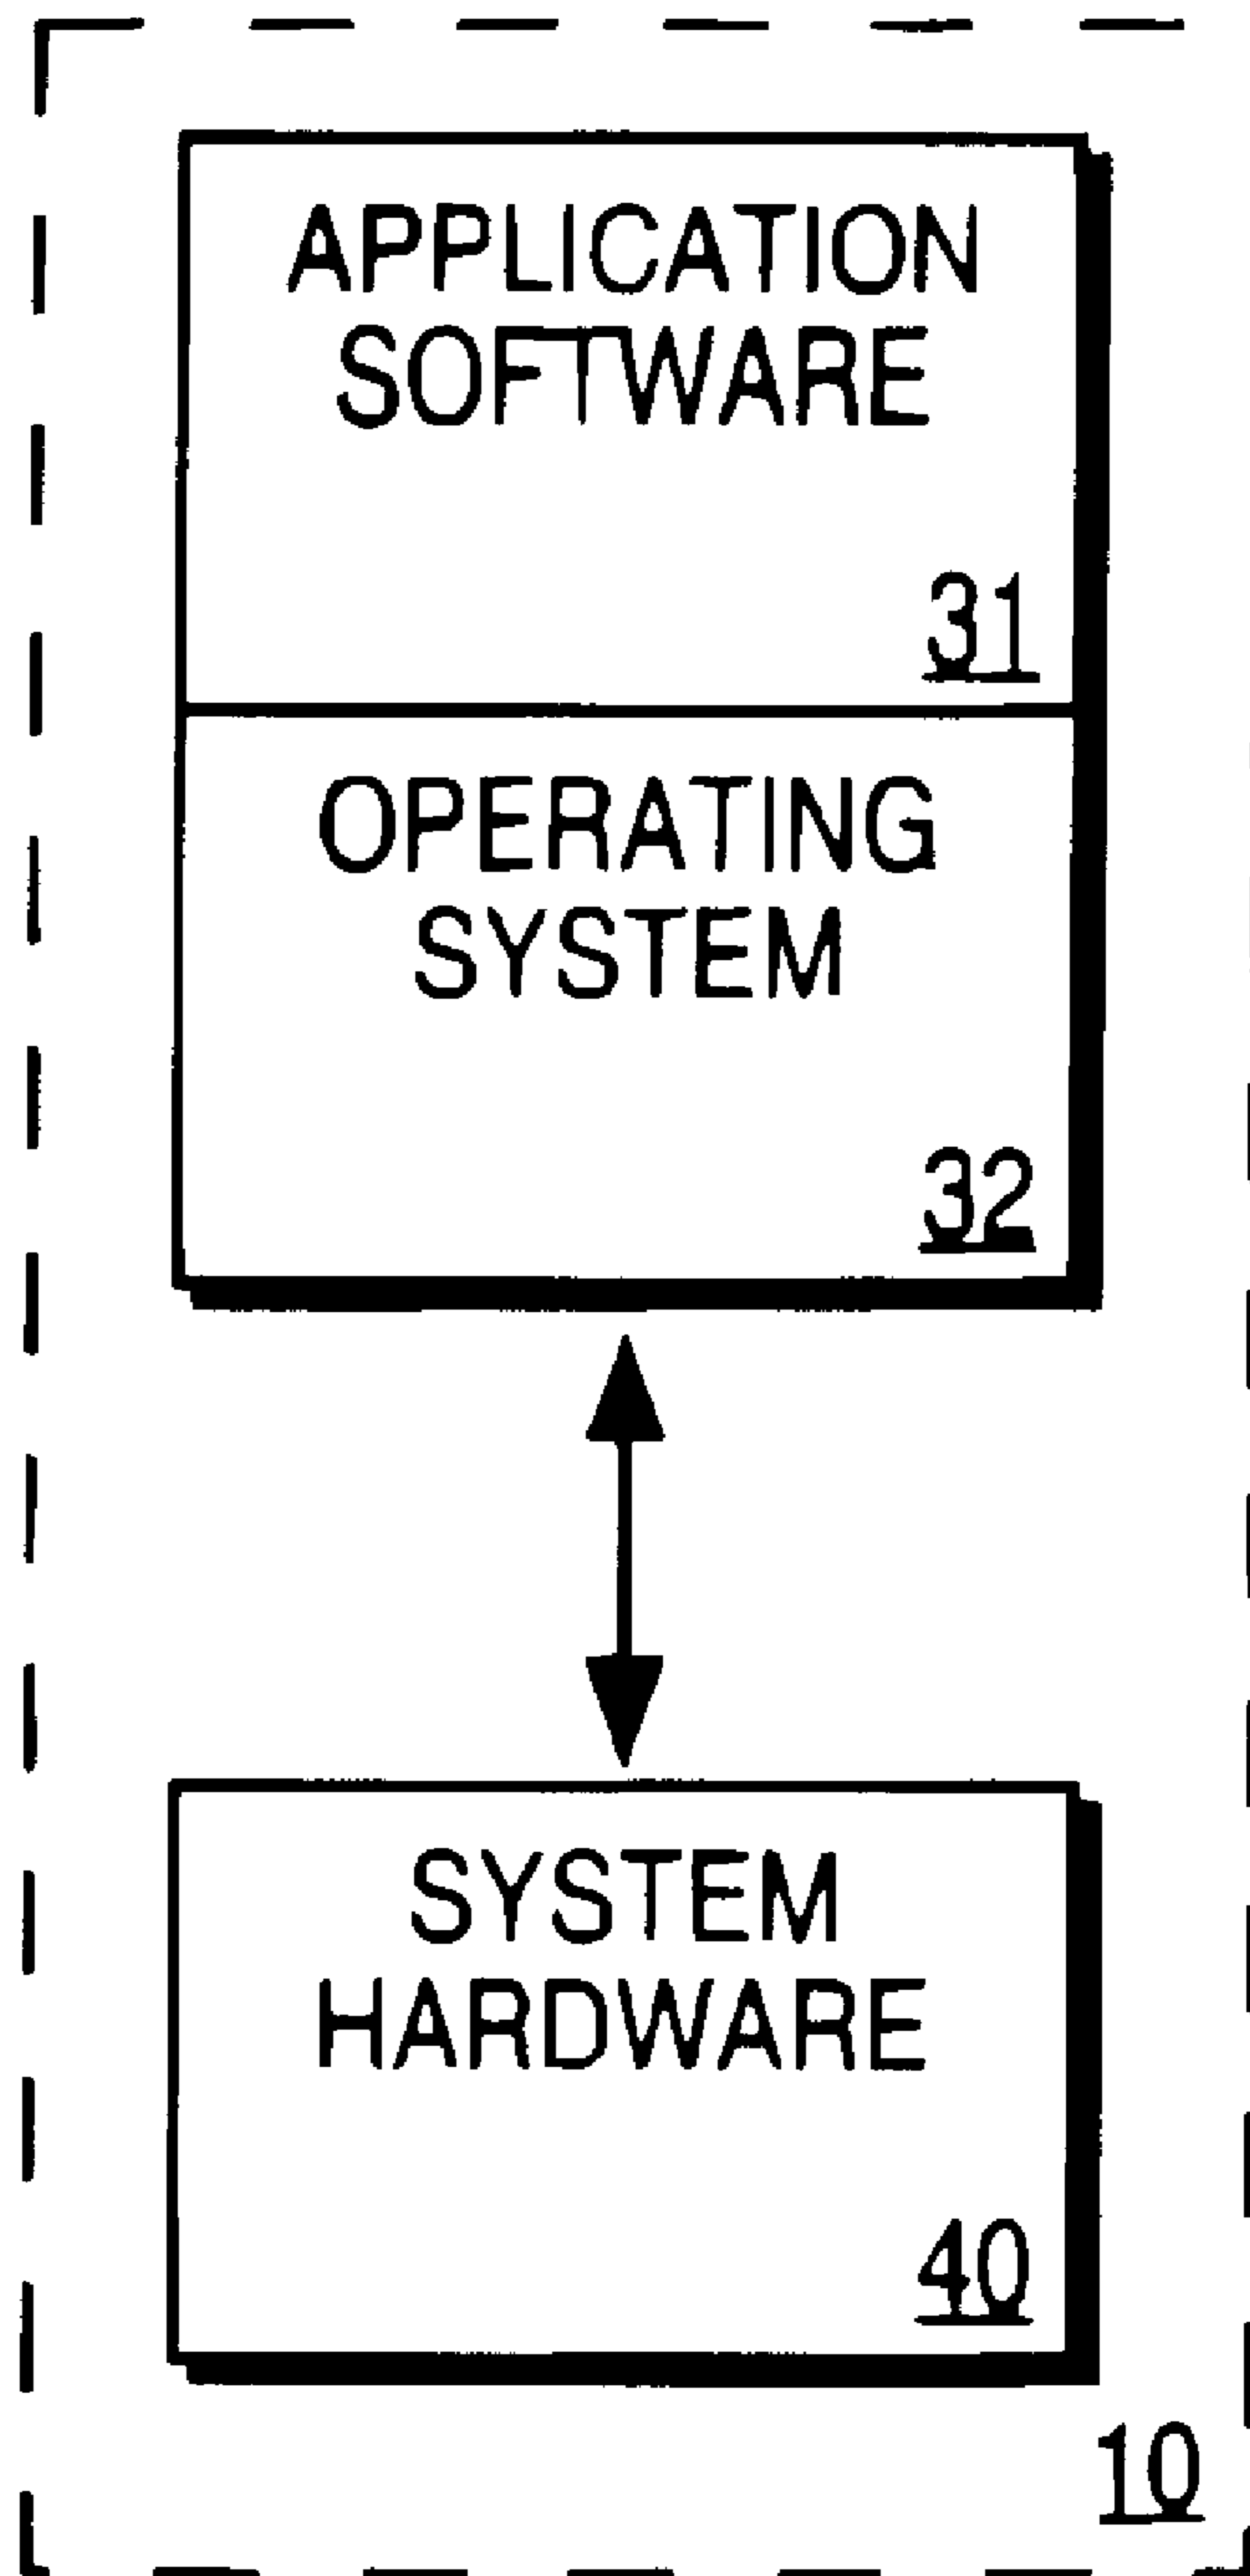 APPLICATION
SOFTWARE
31
OPERATING
SYSTEM
32
SYSTEM
HARDWARE
40
10